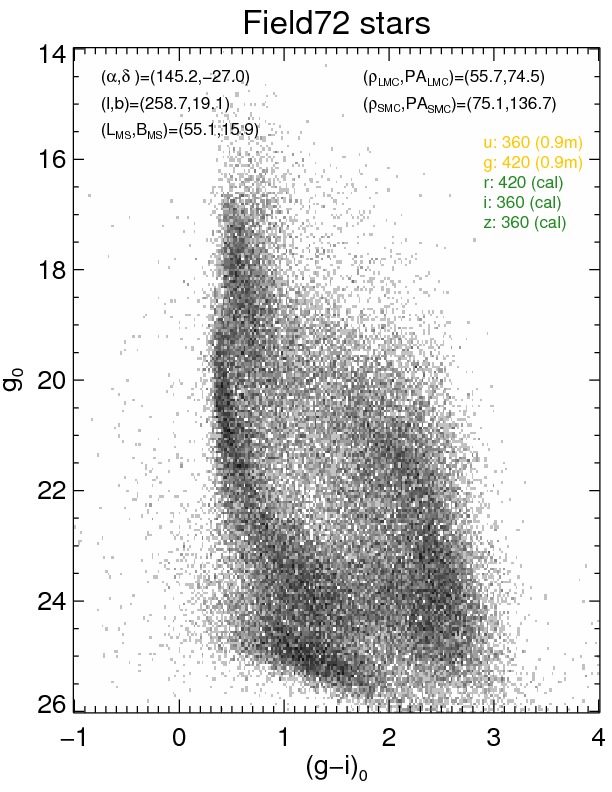 Field72 stars
(α,δ )=(145.2,−27.0)
(ρLMC,PALMC)=(55.7,74.5)
(l,b)=(258.7,19.1)
(ρSMC,PASMC)=(75.1,136.7)
(LMS,BMS)=(55.1,15.9)
u: 360 (0.9m)
g: 420 (0.9m)
r: 420 (cal)
i: 360 (cal)
z: 360 (cal)
14
16
18
20
22
24
26
g0
−1 0 1 2 3 4
(g−i)0